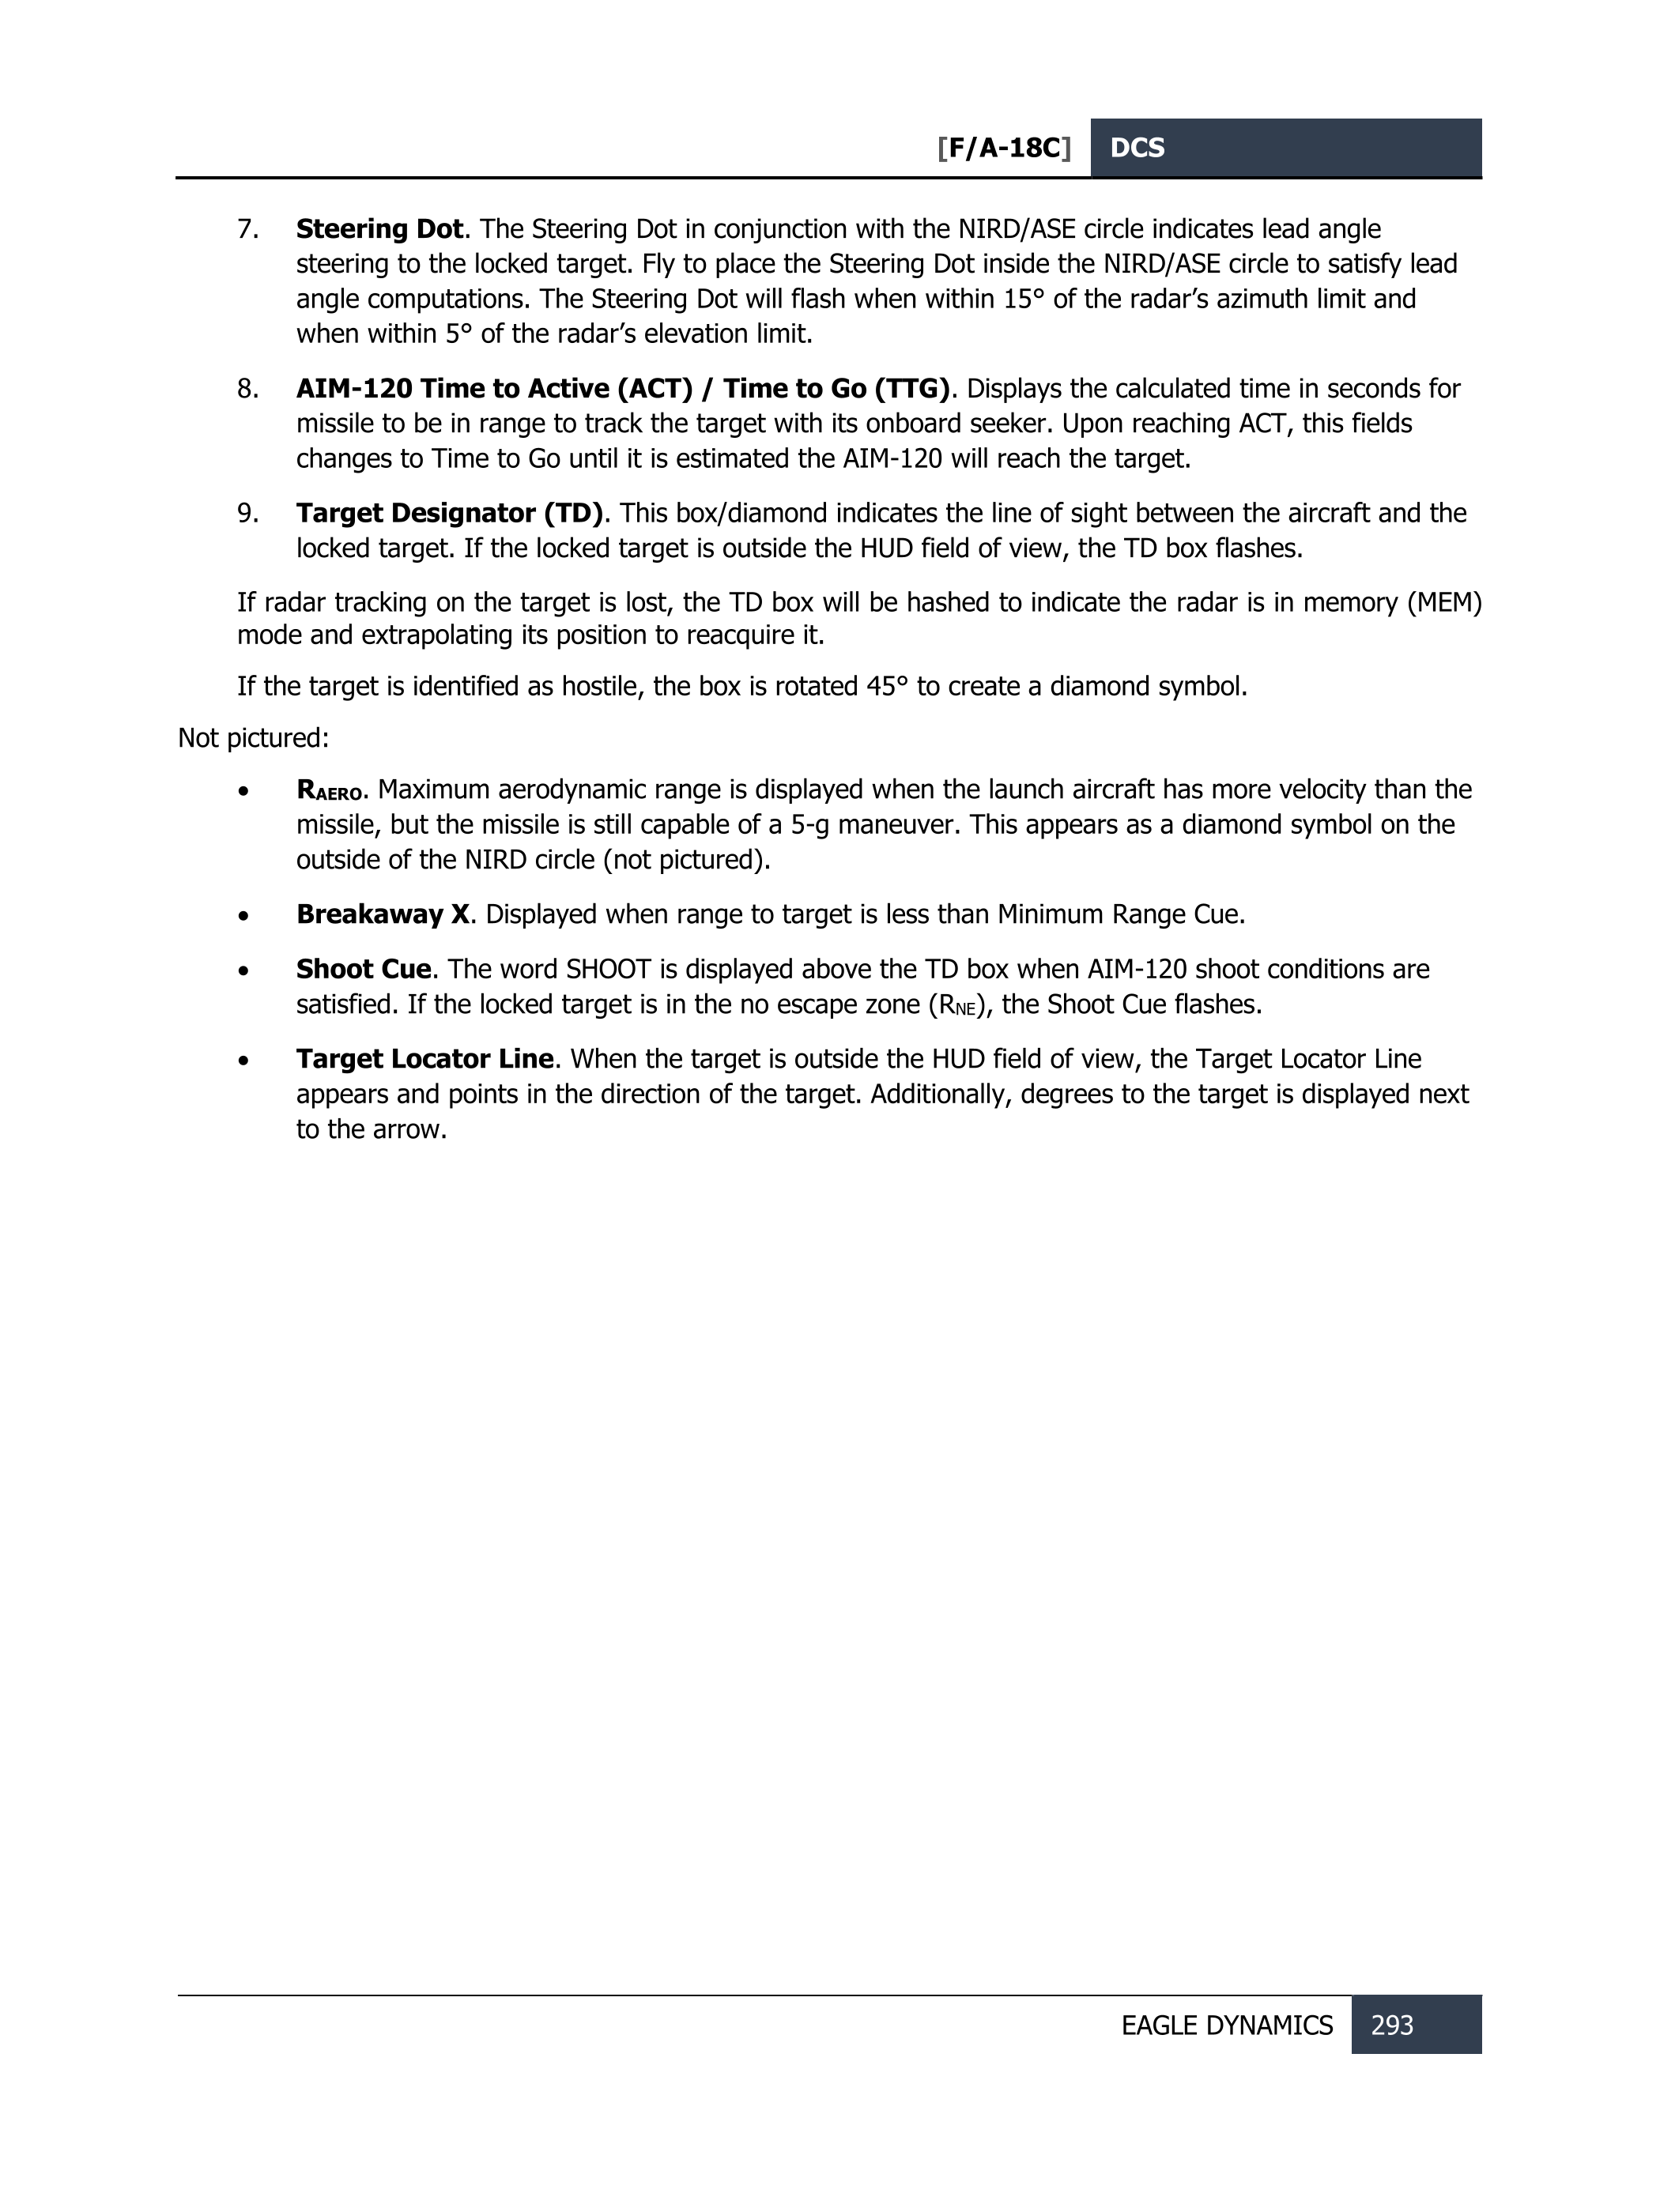 [F/A-18C] DCS
7. Steering Dot. The Steering Dot in conjunction with the NIRD/ASE circle indicates lead angle
steering to the locked target. Fly to place the Steering Dot inside the NIRD/ASE circle to satisfy lead
angle computations. The Steering Dot will flash when within 15° of the radar’s azimuth limit and
when within 5° of the radar’s elevation limit.
8. AIM-120 Time to Active (ACT) / Time to Go (TTG). Displays the calculated time in seconds for
missile to be in range to track the target with its onboard seeker. Upon reaching ACT, this fields
changes to Time to Go until it is estimated the AIM-120 will reach the target.
9. Target Designator (TD). This box/diamond indicates the line of sight between the aircraft and the
locked target. If the locked target is outside the HUD field of view, the TD box flashes.
If radar tracking on the target is lost, the TD box will be hashed to indicate the radar is in memory (MEM)
mode and extrapolating its position to reacquire it.
If the target is identified as hostile, the box is rotated 45° to create a diamond symbol.
Not pictured:
• RAERO. Maximum aerodynamic range is displayed when the launch aircraft has more velocity than the
missile, but the missile is still capable of a 5-g maneuver. This appears as a diamond symbol on the
outside of the NIRD circle (not pictured).
• Breakaway X. Displayed when range to target is less than Minimum Range Cue.
• Shoot Cue. The word SHOOT is displayed above the TD box when AIM-120 shoot conditions are
satisfied. If the locked target is in the no escape zone (RNE), the Shoot Cue flashes.
• Target Locator Line. When the target is outside the HUD field of view, the Target Locator Line
appears and points in the direction of the target. Additionally, degrees to the target is displayed next
to the arrow.
EAGLE DYNAMICS 293